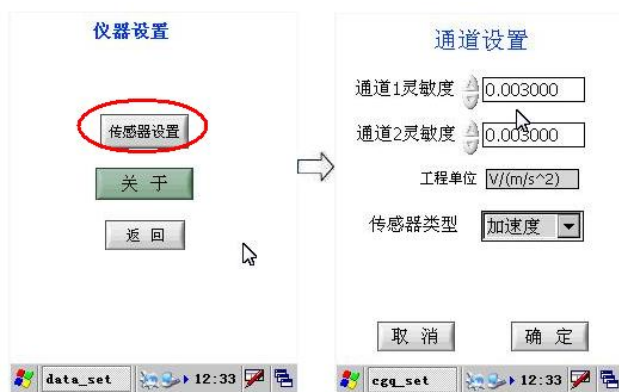 仪器设置
传感器设置
关 于
返 回
data_set 12:33
通道设置
通道1灵敏度 0.003000
通道2灵敏度 0.003000
工程单位 V/(m/s^2)
传感器类型 加速度
取 消 确 定
cgq_set 12:33